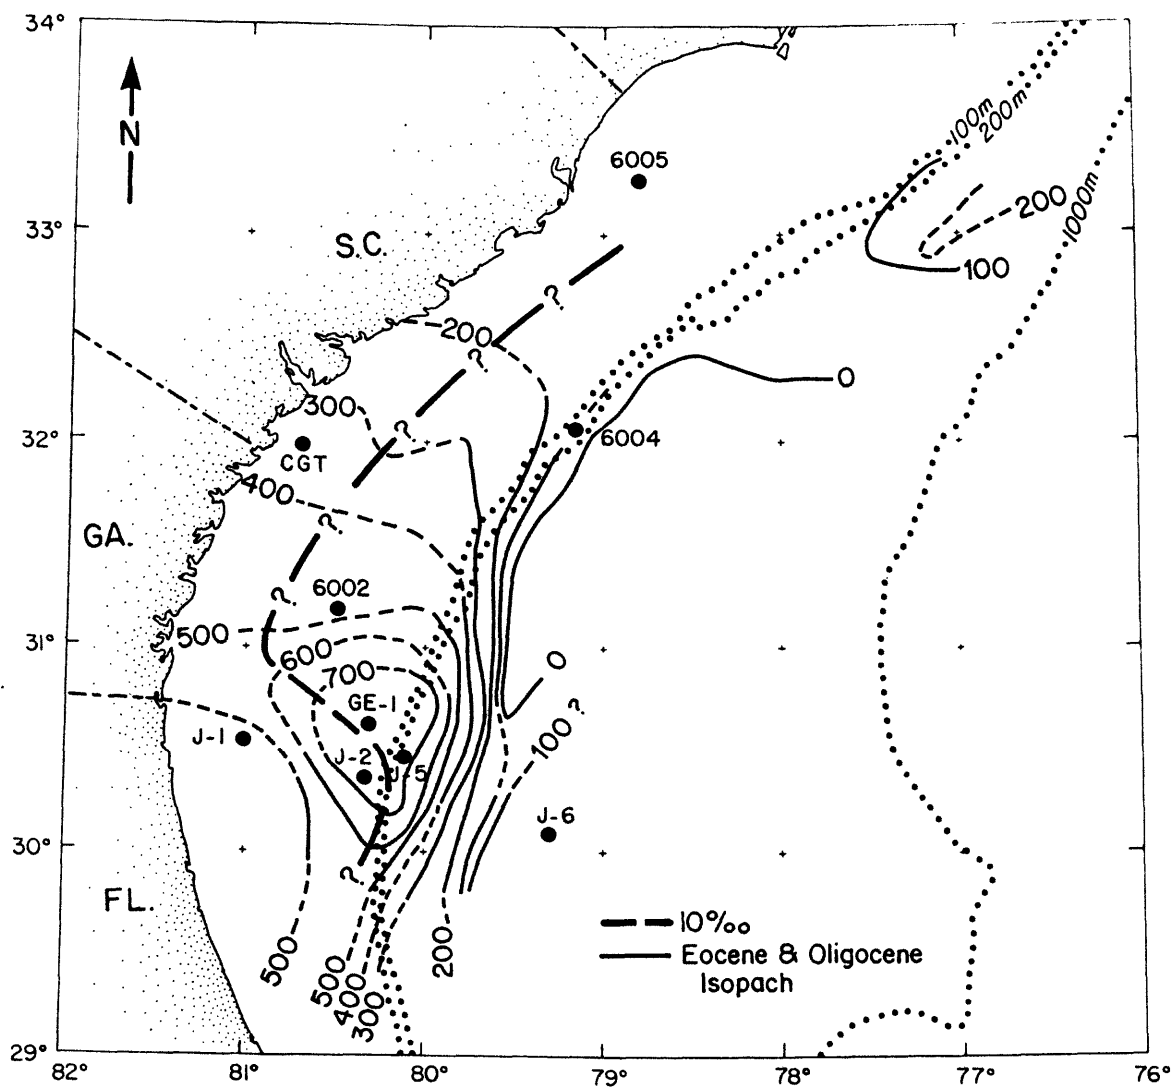 34°
N
6005
100m
200m
1000m
200
33°
S.C.
100
?
200
?
0
300
?
6004
32°
CGT
400
GA.
?
6002
?
500
600
0
700
GE-1
100?
J-1
J-2
J-5
J-6
30°
?
FL.
10‰
200
Eocene & Oligocene
Isopach
500
500
400
300
31°
29°
82°
81°
80°
79°
78°
77°
76°